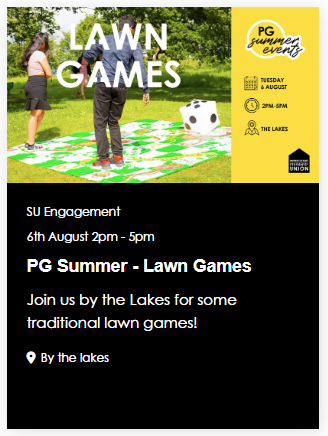 LAWN
GAMES
PG
summer
events
TUESDAY
6 AUGUST
2PM-5PM
THE LAKES
UNION
SU Engagement
6th August 2pm - 5pm
PG Summer - Lawn Games
Join us by the Lakes for some
traditional lawn games!
By the lakes